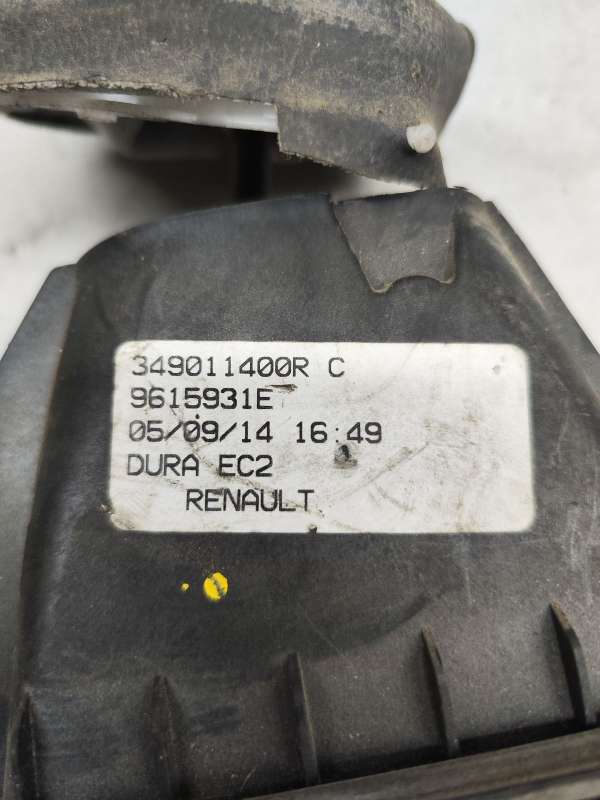 349011400R C
9615931E
05/09/14 16:49
DURA EC2
RENAULT